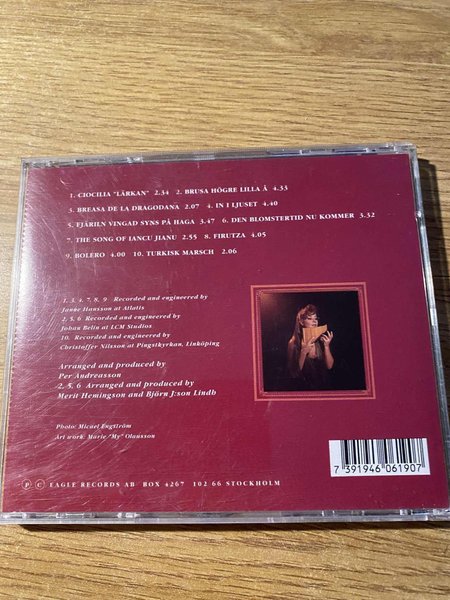 1. CIOCILIA "LÄRKAN" 2.34 2. BRUSA HÖGRE LILLA Å 4.33
3. BREASA DE LA DRAGODANA 2.07 4. IN I LJUSET 4.40
5. FJÄRILN VINGAD SYNS PÅ HAGA 3.47 6. DEN BLOMSTERTID NU KOMMER 3.32
7. THE SONG OF IANCU JIANU 2.55 8. FIRUTZA 4.05
9. BOLERO 4.00 10. TURKISK MARSCH 2.06
1, 3, 4, 7, 8, 9 Recorded and engineered by
Janne Hansson at Atlatis
2, 5, 6 Recorded and engineered by
Johan Belin at LCM Studios
10. Recorded and engineered by
Christoffer Nilsson at Pingstkyrkan, Linköping
Arranged and produced by
Per Andreasson
2, 5, 6 Arranged and produced by
Merit Hemingson and Björn J:son Lindh
Photo: Micael Engström
Art work: Marie "My" Olausson
P C EAGLE RECORDS AB BOX 4267 102 66 STOCKHOLM
7 391946 061907